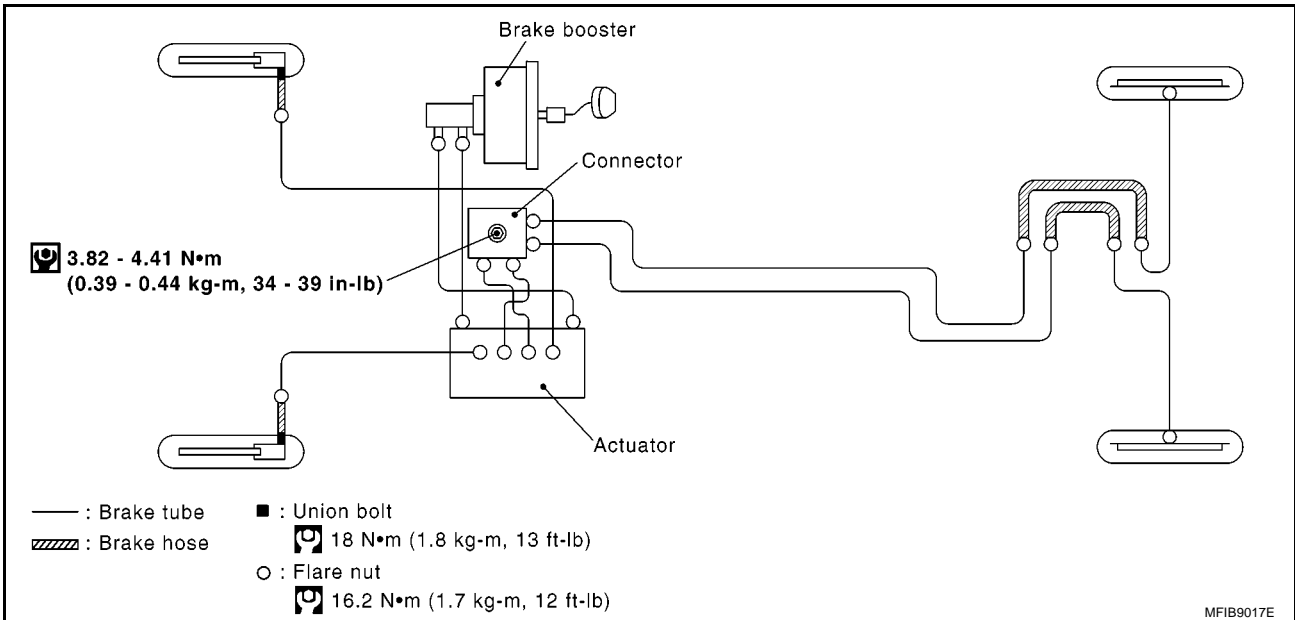 Brake booster
Connector
3.82 - 4.41 N•m
(0.39 - 0.44 kg-m, 34 - 39 in-lb)
Actuator
: Brake tube
: Brake hose
: Union bolt
18 N•m (1.8 kg-m, 13 ft-lb)
: Flare nut
16.2 N•m (1.7 kg-m, 12 ft-lb)
MFIB9017E